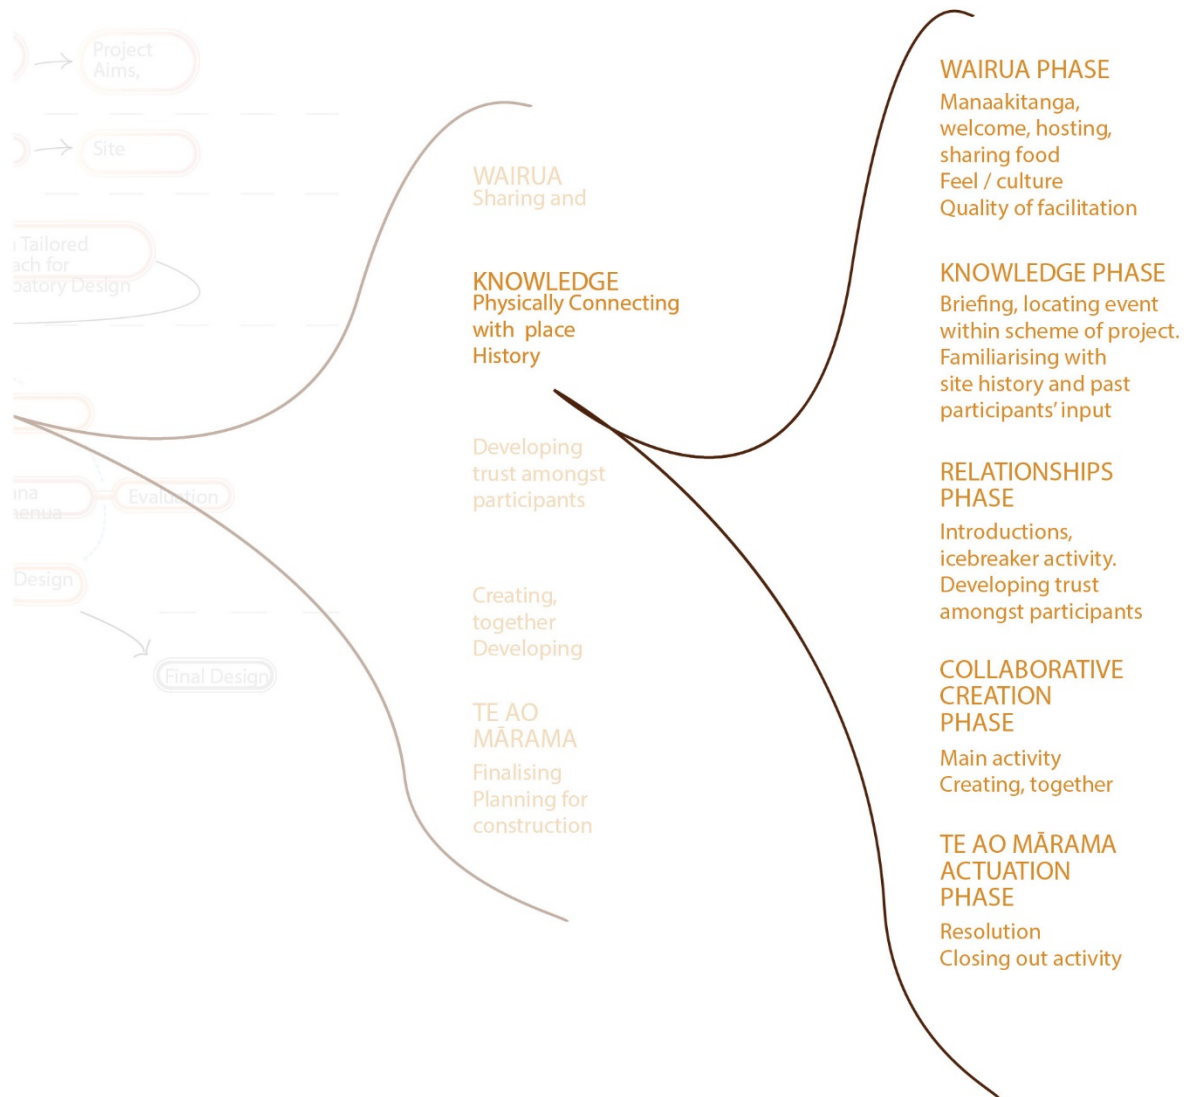 Project
Aims,
Site
Tailored
ach for
patory Design
nna
nenua
Evaluation
Design
Final Design
WAIRUA
Sharing and
KNOWLEDGE
Physically Connecting
with place
History
Developing
trust amongst
participants
Creating,
together
Developing
TE AO
MĀRAMA
Finalising
Planning for
construction
WAIRUA PHASE
Manaakitanga,
welcome, hosting,
sharing food
Feel / culture
Quality of facilitation
KNOWLEDGE PHASE
Briefing, locating event
within scheme of project.
Familiarising with
site history and past
participants’ input
RELATIONSHIPS
PHASE
Introductions,
icebreaker activity.
Developing trust
amongst participants
COLLABORATIVE
CREATION
PHASE
Main activity
Creating, together
TE AO MĀRAMA
ACTUATION
PHASE
Resolution
Closing out activity